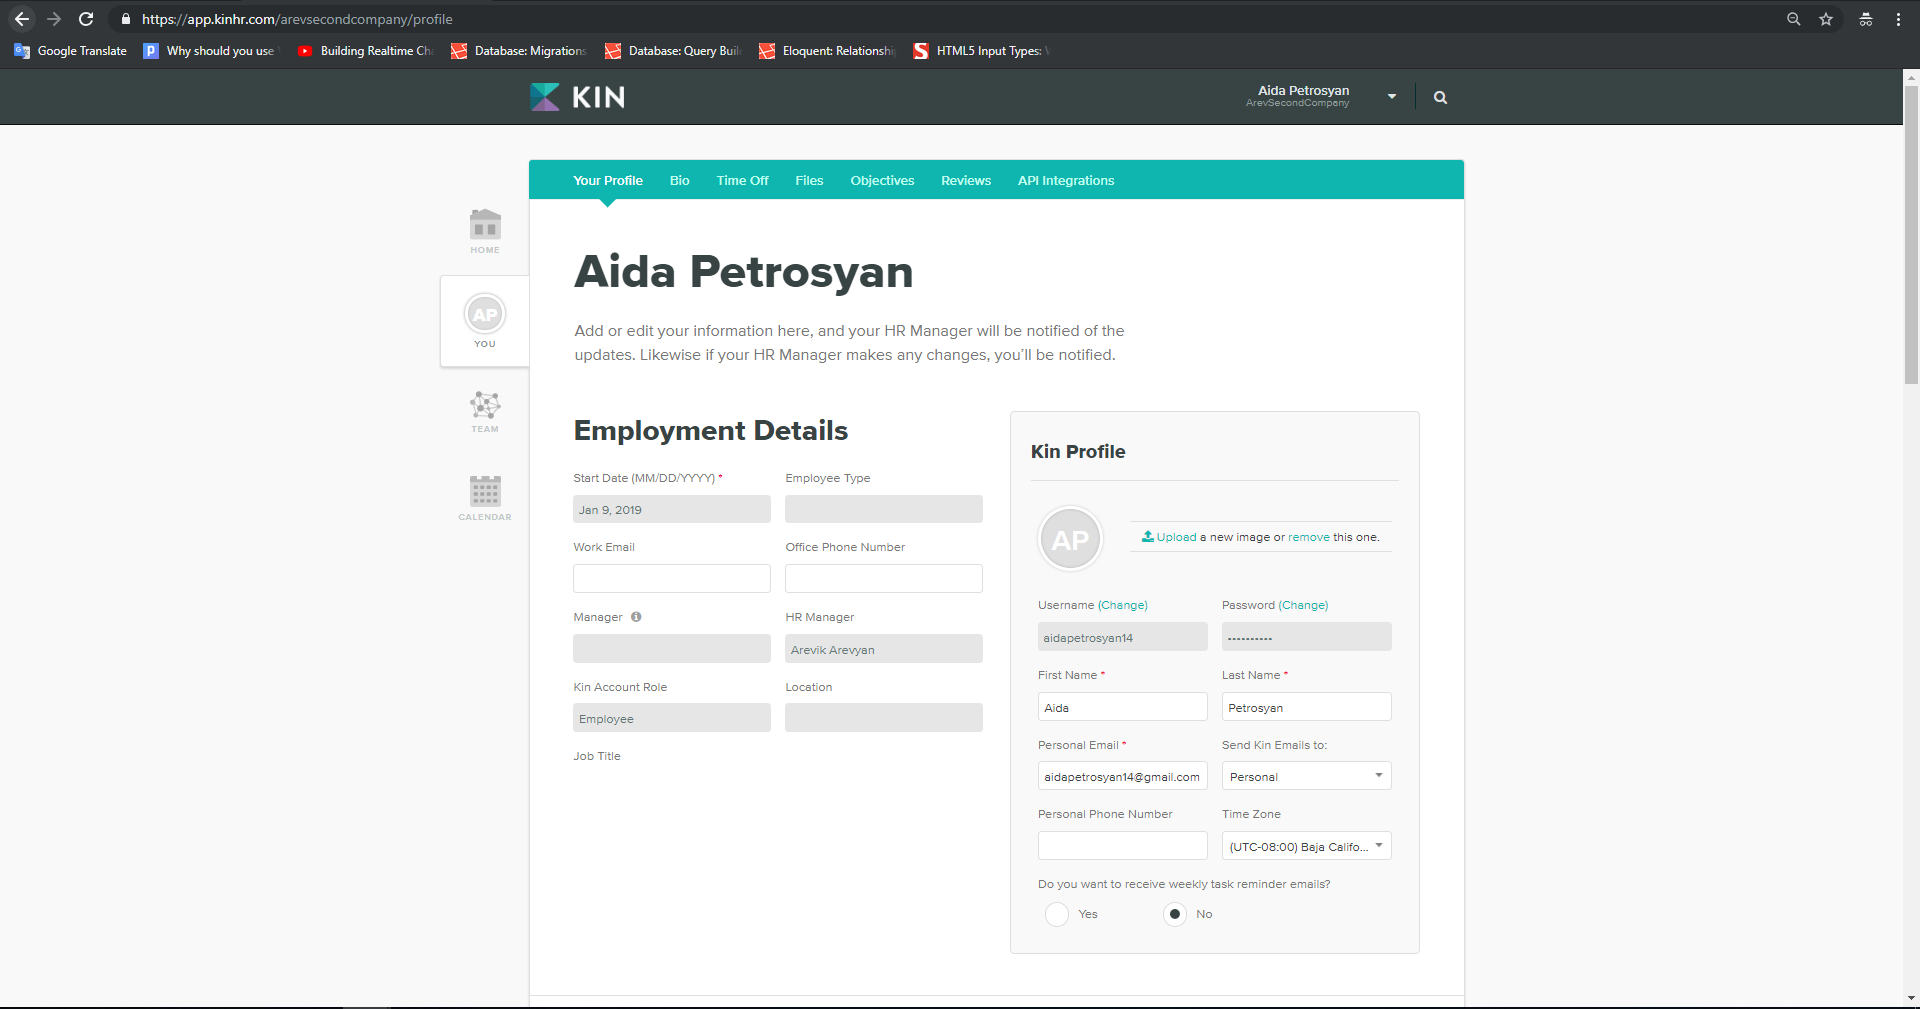 https://app.kinhr.com/arevsecondcompany/profile
Google Translate
Why should you use
Building Realtime Ch
Database: Migrations
Database: Query Buil
Eloquent: Relationshi
HTML5 Input Types:
KIN
Aida Petrosyan
ArevSecondCompany
Your Profile Bio Time Off Files Objectives Reviews API Integrations
HOME
AP
YOU
TEAM
CALENDAR
Aida Petrosyan
Add or edit your information here, and your HR Manager will be notified of the
updates. Likewise if your HR Manager makes any changes, you'll be notified.
Employment Details
Start Date (MM/DD/YYYY) * Employee Type
Jan 9, 2019
Work Email Office Phone Number
Manager HR Manager
Arevik Arevyan
Kin Account Role Location
Employee
Job Title
Kin Profile
AP
Upload a new image or remove this one.
Username (Change) Password (Change)
aidapetrosyan14 ----------
First Name * Last Name *
Aida Petrosyan
Personal Email * Send Kin Emails to:
aidapetrosyan14@gmail.com Personal
Personal Phone Number Time Zone
(UTC-08:00) Baja Califo...
Do you want to receive weekly task reminder emails?
Yes No